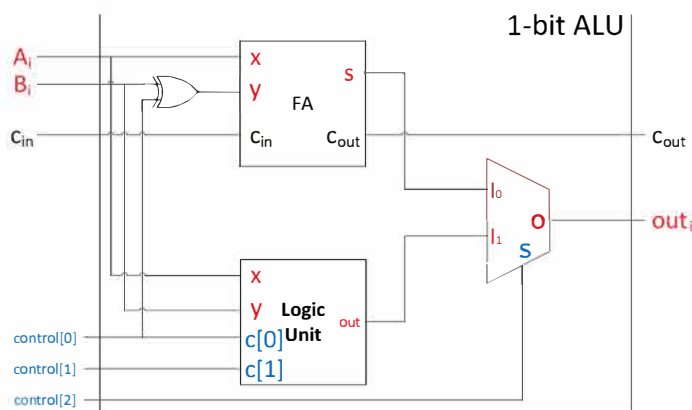 1-bit ALU
Aᵢ
x
s
Bᵢ
y
FA
cᵢₙ
cᵢₙ
cₒᵤₜ
cₒᵤₜ
I₀
O
outᵢ
I₁
S
x
y
Logic
Unit
out
control[0]
c[0]
control[1]
c[1]
control[2]